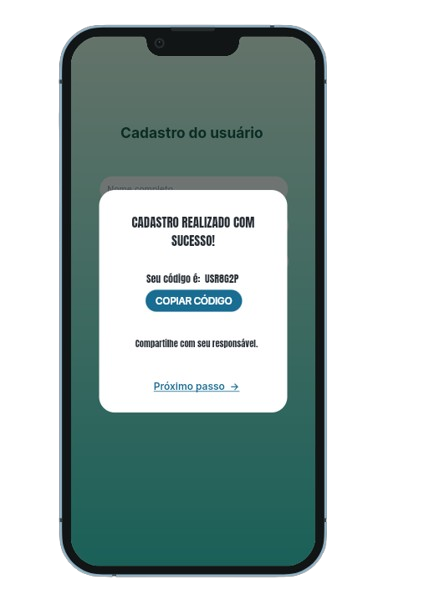 Cadastro do usuário
Nome completo
CADASTRO REALIZADO COM
SUCESSO!
Seu código é: USR8G2P
COPIAR CÓDIGO
Compartilhe com seu responsável.
Próximo passo →